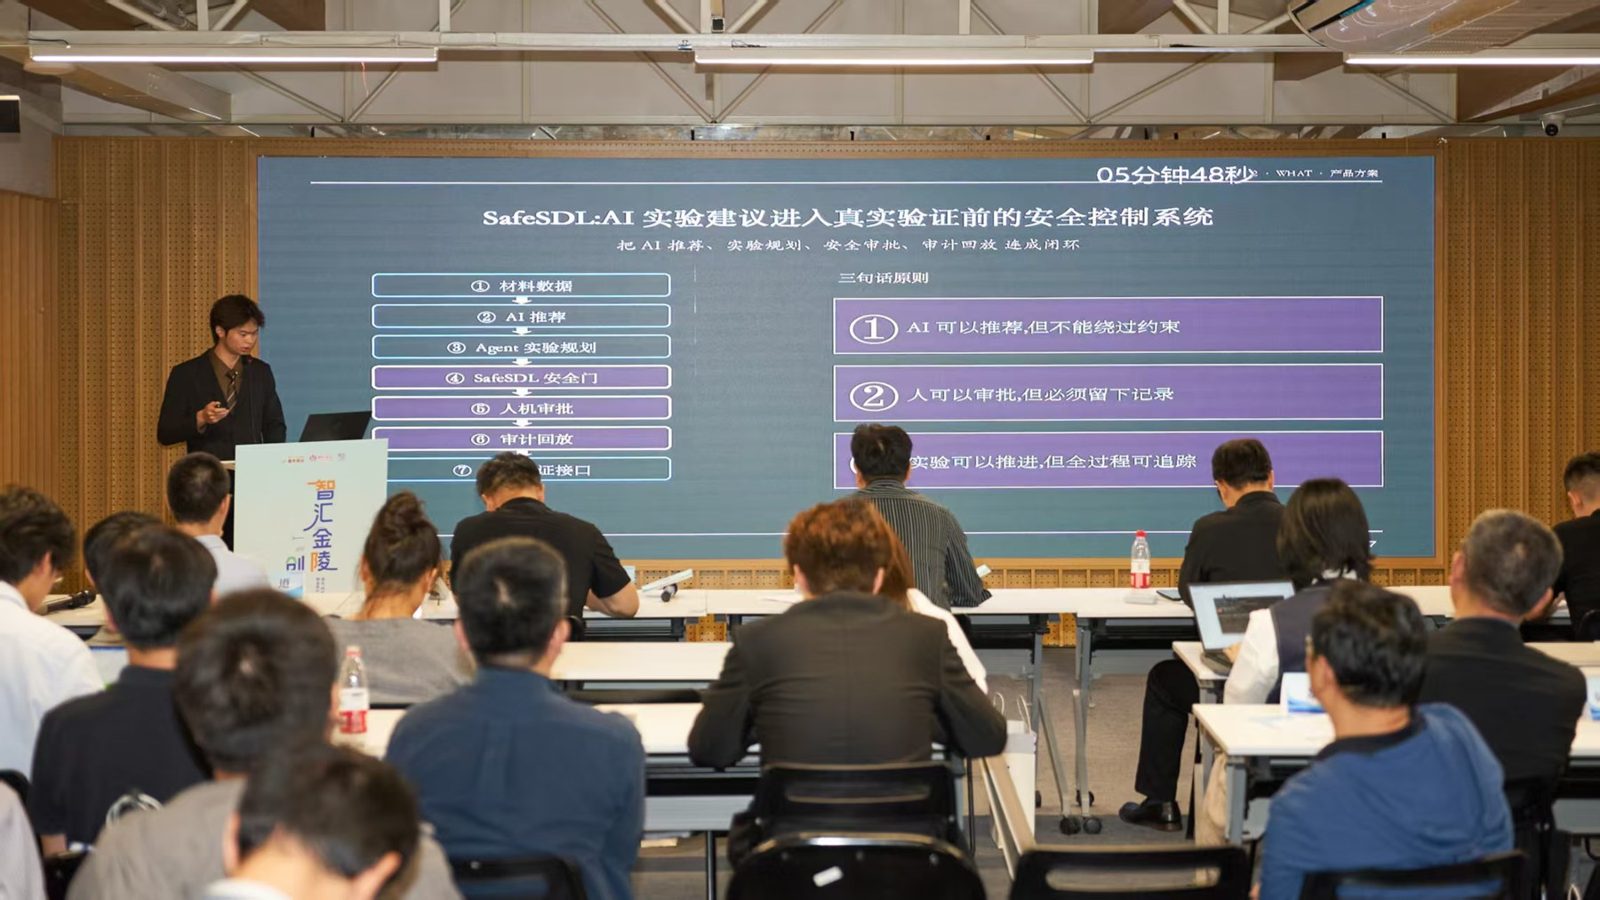 05分钟48秒 · WHAT · 产品方案
SafeSDL:AI 实验建议进入真实验证前的安全控制系统
把 AI 推荐、实验规划、安全审批、审计回放 连成闭环
① 材料数据
② AI 推荐
③ Agent 实验规划
④ SafeSDL 安全门
⑤ 人机审批
⑥ 审计回放
⑦ 证接口
三句话原则
① AI 可以推荐,但不能绕过约束
② 人可以审批,但必须留下记录
实验可以推进,但全过程可追踪
7
智汇金陵
创